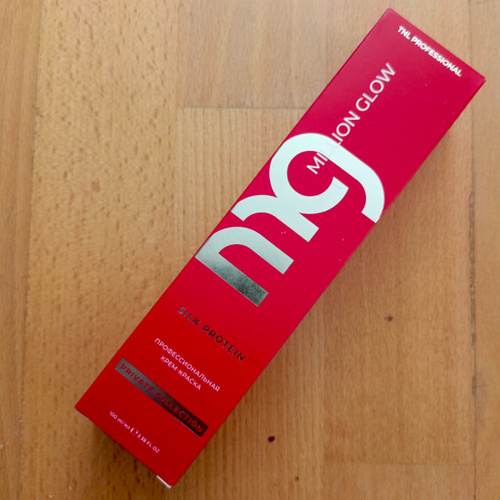 TNL PROFESSIONAL
MILLION GLOW
mg
SILK PROTEIN
ПРОФЕССИОНАЛЬНАЯ
КРЕМ-КРАСКА
PRIVATE COLLECTION
100 ml